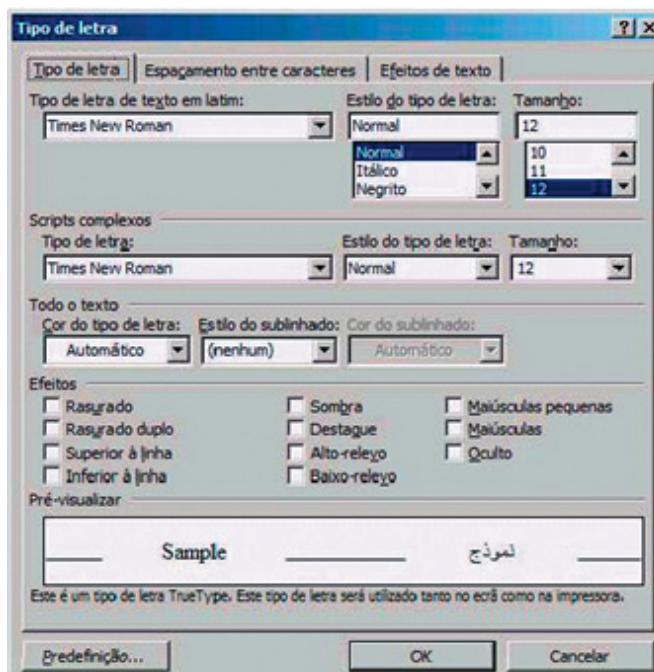 Tipo de letra
Tipo de letra Espaçamento entre caracteres Efeitos de texto
Tipo de letra de texto em latim: Estilo do tipo de letra: Tamanho:
Times New Roman Normal 12
Normal 10
Itálico 11
Negrito 12
Scripts complexos
Tipo de letra: Estilo do tipo de letra: Tamanho:
Times New Roman Normal 12
Todo o texto
Cor do tipo de letra: Estilo do sublinhado: Cor do sublinhado:
Automático (nenhum) Automático
Efeitos
Rasurado Sombra Maiúsculas pequenas
Rasurado duplo Destague Maiúsculas
Superior à linha Alto-relevo Oculto
Inferior à linha Baixo-relevo
Pré-visualizar
Sample نموذج
Este é um tipo de letra TrueType. Este tipo de letra será utilizado tanto no ecrã como na impressora.
Predefinição... OK Cancelar